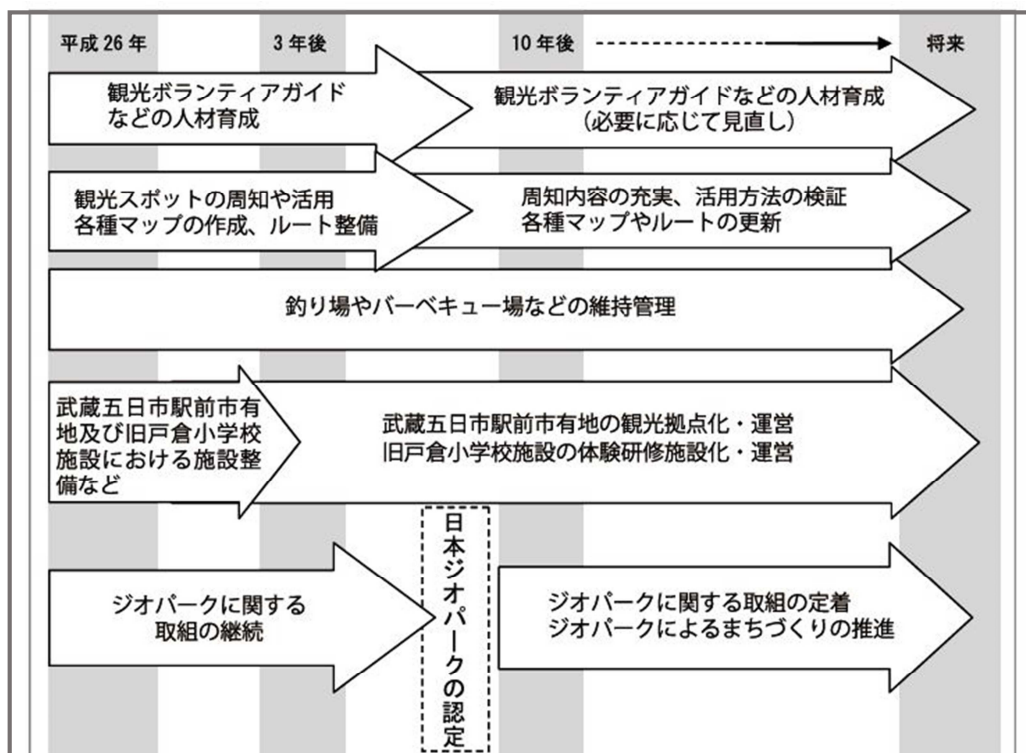 平成26年
3年後
10年後
将来
観光ボランティアガイド
などの人材育成
観光ボランティアガイドなどの人材育成
(必要に応じて見直し)
観光スポットの周知や活用
各種マップの作成、ルート整備
周知内容の充実、活用方法の検証
各種マップやルートの更新
釣り場やバーベキュー場などの維持管理
武蔵五日市駅前市有
地及び旧戸倉小学校
施設における施設整
備など
武蔵五日市駅前市有地の観光拠点化・運営
旧戸倉小学校施設の体験研修施設化・運営
ジオパークに関する
取組の継続
日本ジオパークの認定
ジオパークに関する取組の定着
ジオパークによるまちづくりの推進